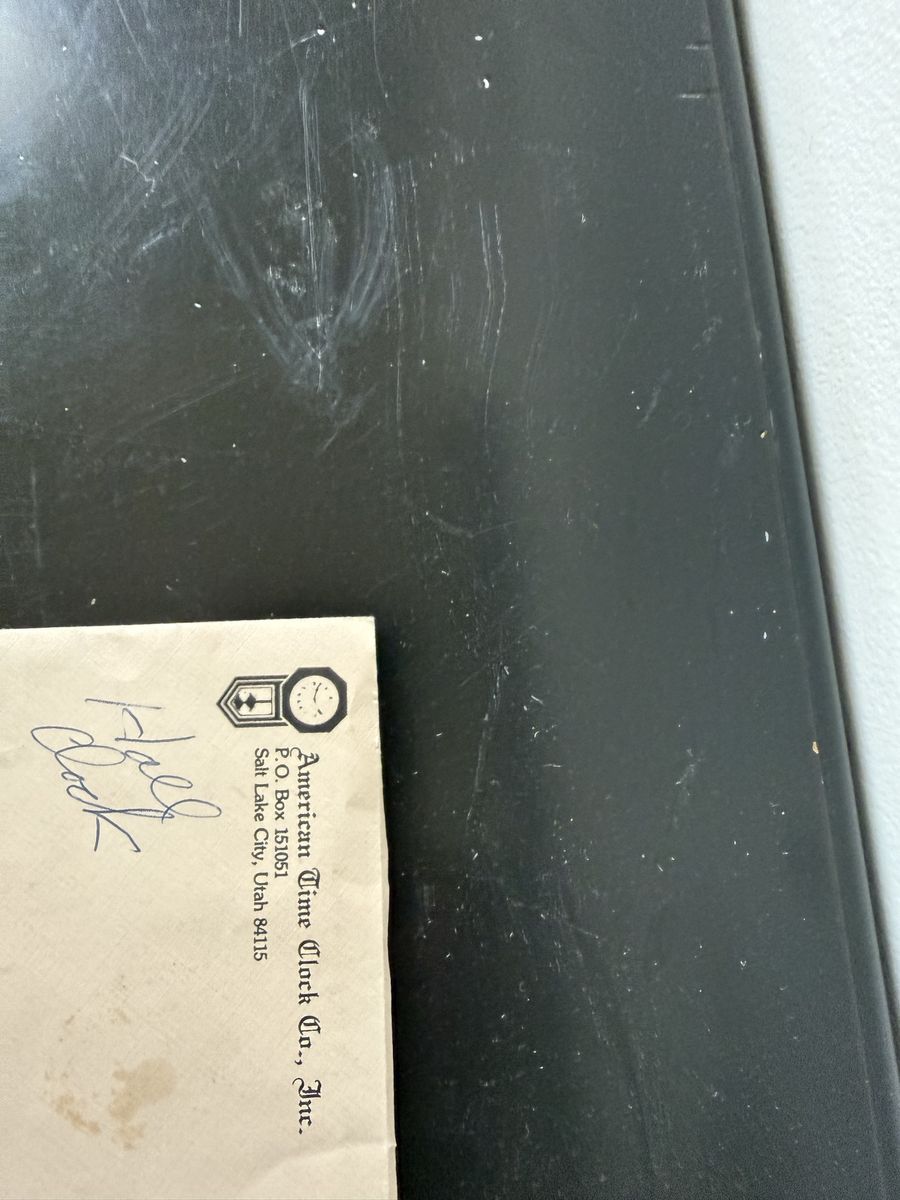 American Time Clock Co., Inc.
P.O. Box 151051
Salt Lake City, Utah 84115
Hall
Clock